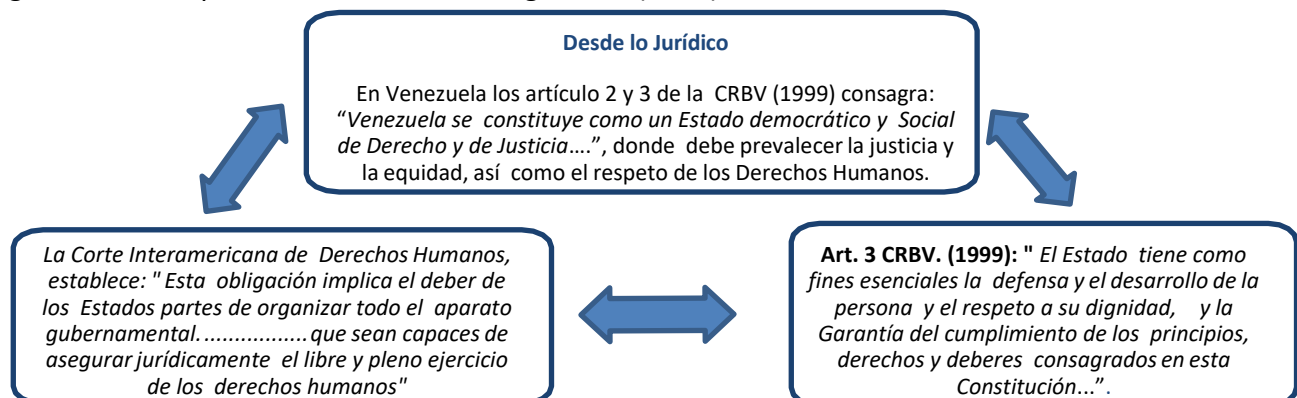 Desde lo Jurídico
En Venezuela los artículo 2 y 3 de la CRBV (1999) consagra:
“Venezuela se constituye como un Estado democrático y Social
de Derecho y de Justicia….”, donde debe prevalecer la justicia y
la equidad, así como el respeto de los Derechos Humanos.
La Corte Interamericana de Derechos Humanos,
establece: " Esta obligación implica el deber de
los Estados partes de organizar todo el aparato
gubernamental. .................. que sean capaces de
asegurar jurídicamente el libre y pleno ejercicio
de los derechos humanos"
Art. 3 CRBV. (1999): " El Estado tiene como
fines esenciales la defensa y el desarrollo de la
persona y el respeto a su dignidad, y la
Garantía del cumplimiento de los principios,
derechos y deberes consagrados en esta
Constitución...”.